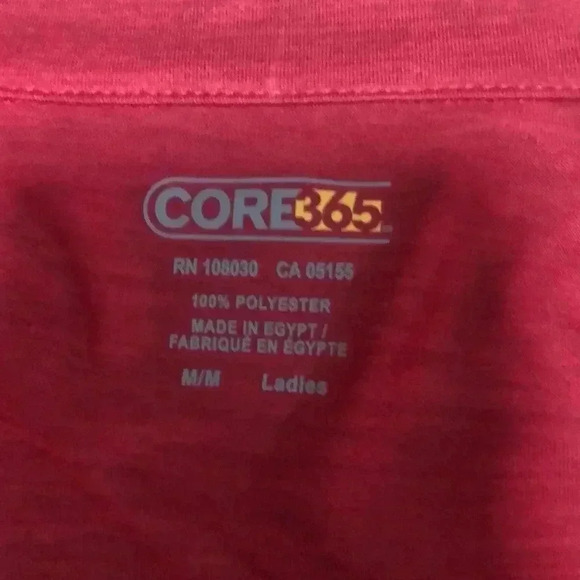 CORE365
RN 108030 CA 05155
100% POLYESTER
MADE IN EGYPT /
FABRIQUÉ EN ÉGYPTE
M/M Ladies